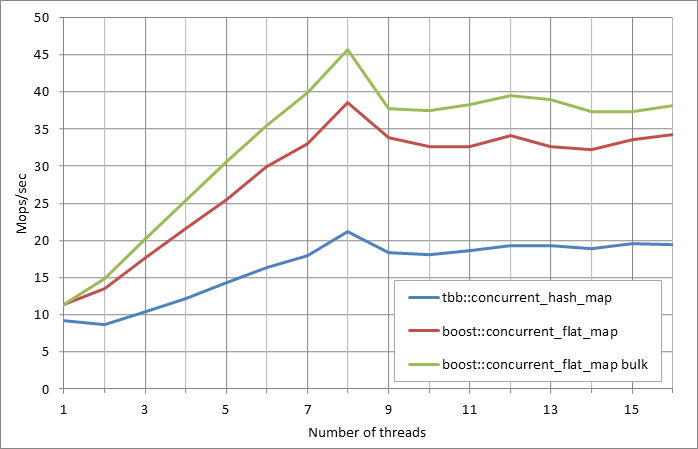 50
45
40
35
30
25
20
15
10
5
0
Mops/sec
1 3 5 7 9 11 13 15
Number of threads
tbb::concurrent_hash_map
boost::concurrent_flat_map
boost::concurrent_flat_map bulk